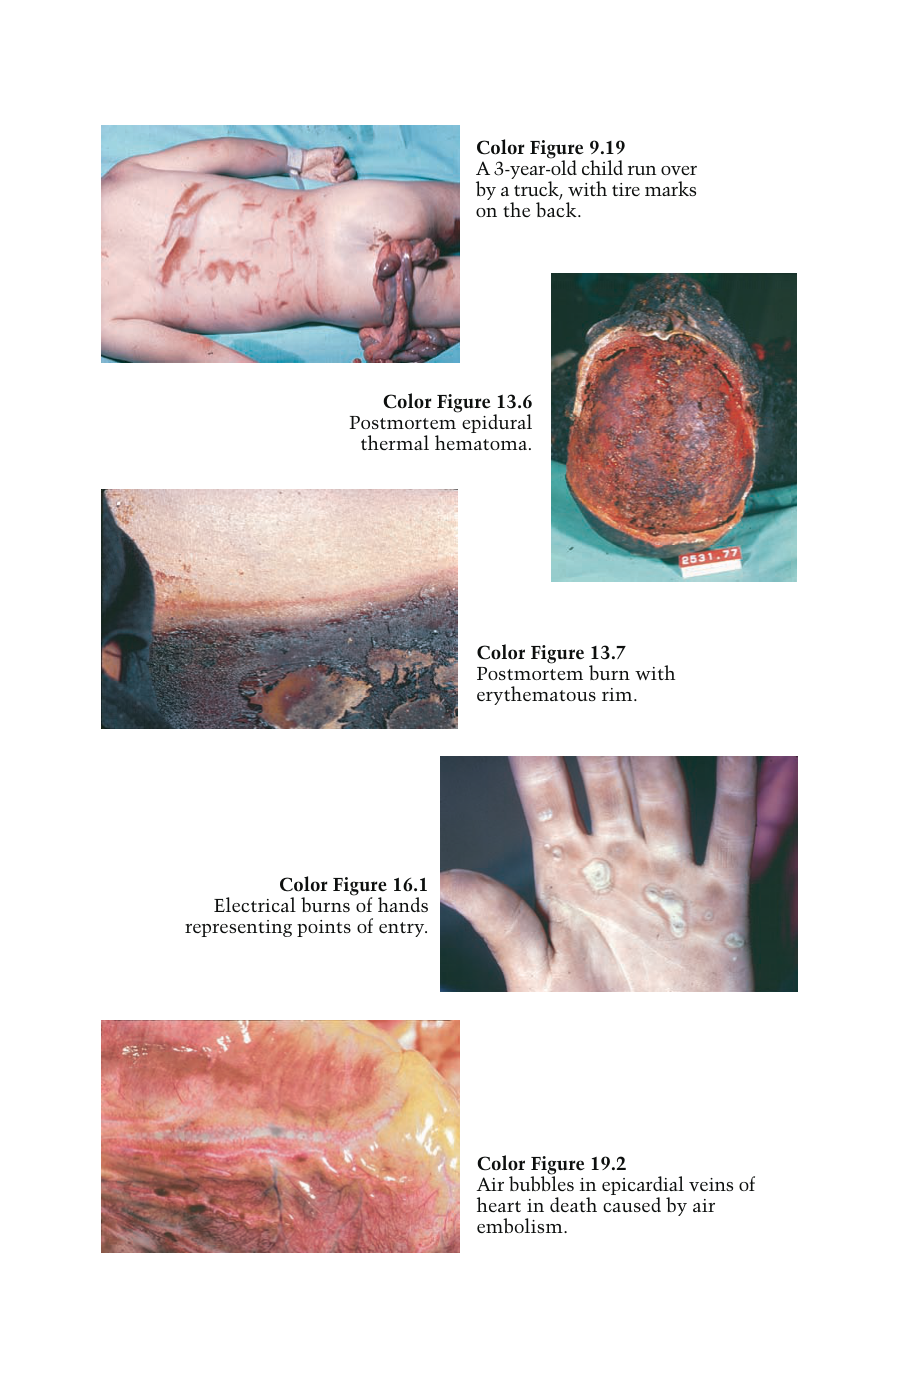 Color Figure 9.19
A 3-year-old child run over
by a truck, with tire marks
on the back.
Color Figure 13.6
Postmortem epidural
thermal hematoma.
2531.77
Color Figure 13.7
Postmortem burn with
erythematous rim.
Color Figure 16.1
Electrical burns of hands
representing points of entry.
Color Figure 19.2
Air bubbles in epicardial veins of
heart in death caused by air
embolism.